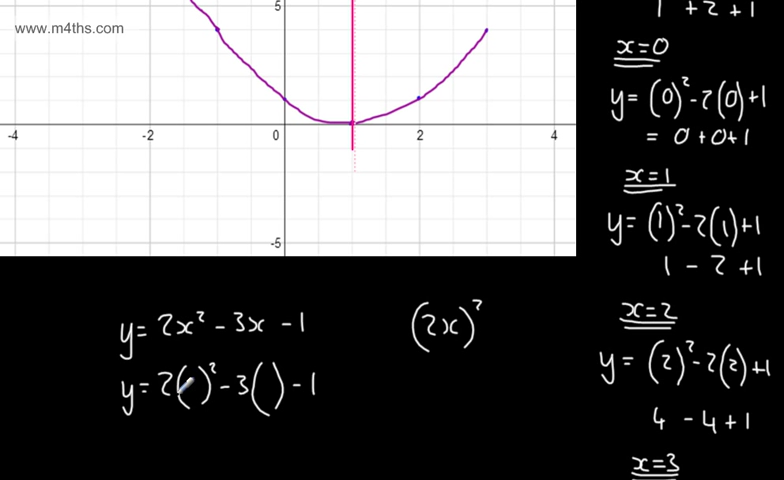 www.m4ths.com
5
-4 -2 0 2 4
-5
y= 2x² - 3x - 1
(2x)²
y= 2( )² - 3( ) - 1
1 + 2 + 1
x=0
y= (0)² - 2(0) + 1
= 0 + 0 + 1
x=1
y= (1)² - 2(1) + 1
1 - 2 + 1
x=2
y= (2)² - 2(2) + 1
4 - 4 + 1
x=3